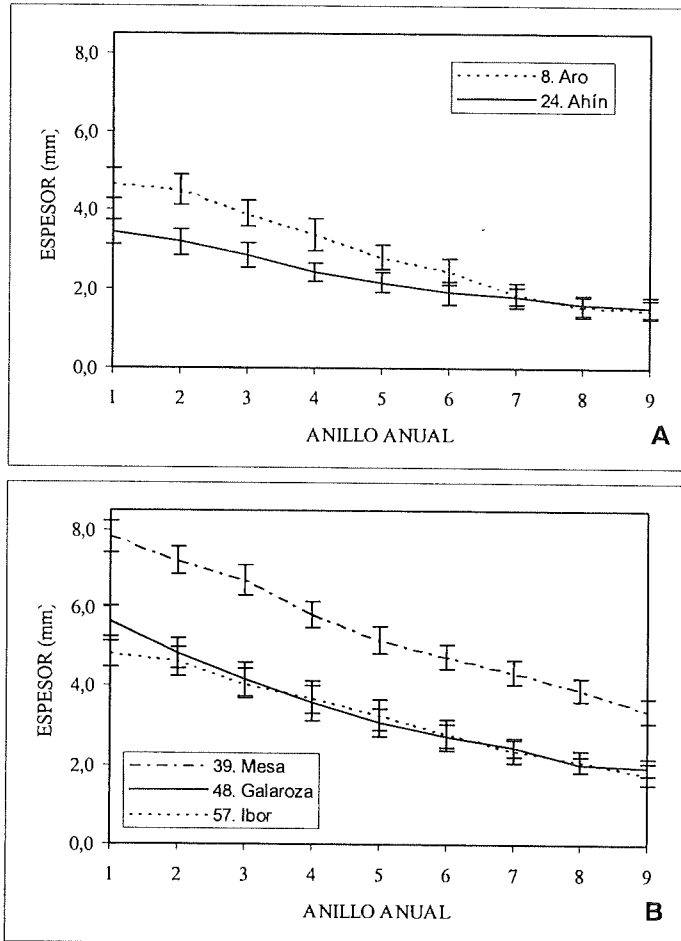 8,0
6,0
4,0
2,0
0,0
ESPESOR (mm)
8. Aro
24. Ahín
1 2 3 4 5 6 7 8 9
ANILLO ANUAL
A
8,0
6,0
4,0
2,0
0,0
ESPESOR (mm)
39. Mesa
48. Galaroza
57. Ibor
1 2 3 4 5 6 7 8 9
ANILLO ANUAL
B